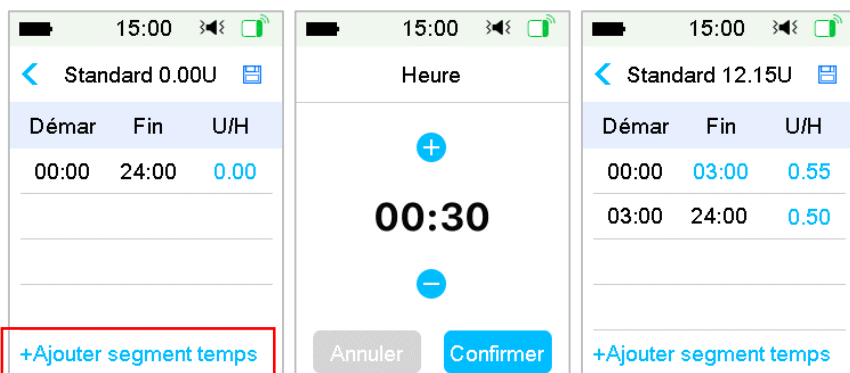 15:00
Standard 0.00U
Démar Fin U/H
00:00 24:00 0.00
+Ajouter segment temps
15:00
Heure
00:30
Annuler Confirmer
15:00
Standard 12.15U
Démar Fin U/H
00:00 03:00 0.55
03:00 24:00 0.50
+Ajouter segment temps